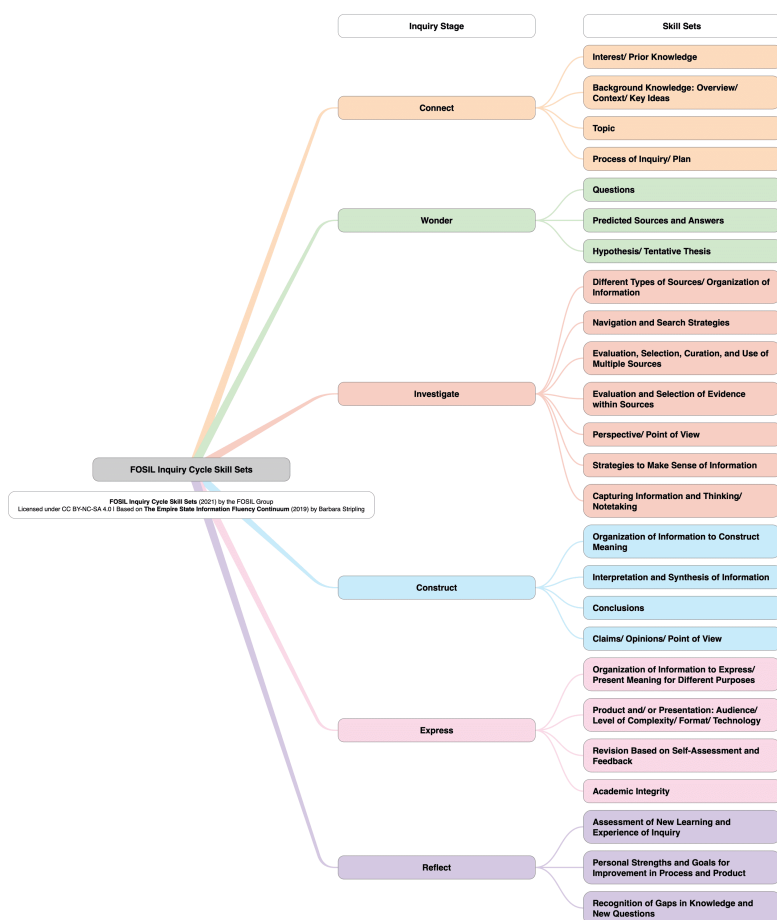 Inquiry Stage
Skill Sets
Connect
Interest/ Prior Knowledge
Background Knowledge: Overview/
Context/ Key Ideas
Topic
Process of Inquiry/ Plan
Wonder
Questions
Predicted Sources and Answers
Hypothesis/ Tentative Thesis
Investigate
Different Types of Sources/ Organization of
Information
Navigation and Search Strategies
Evaluation, Selection, Curation, and Use of
Multiple Sources
Evaluation and Selection of Evidence
within Sources
Perspective/ Point of View
Strategies to Make Sense of Information
Capturing Information and Thinking/
Notetaking
FOSIL Inquiry Cycle Skill Sets
FOSIL Inquiry Cycle Skill Sets (2021) by the FOSIL Group
Licensed under CC BY-NC-SA 4.0 | Based on The Empire State Information Fluency Continuum (2019) by Barbara Stripling
Construct
Organization of Information to Construct
Meaning
Interpretation and Synthesis of Information
Conclusions
Claims/ Opinions/ Point of View
Express
Organization of Information to Express/
Present Meaning for Different Purposes
Product and/ or Presentation: Audience/
Level of Complexity/ Format/ Technology
Revision Based on Self-Assessment and
Feedback
Academic Integrity
Reflect
Assessment of New Learning and
Experience of Inquiry
Personal Strengths and Goals for
Improvement in Process and Product
Recognition of Gaps in Knowledge and
New Questions